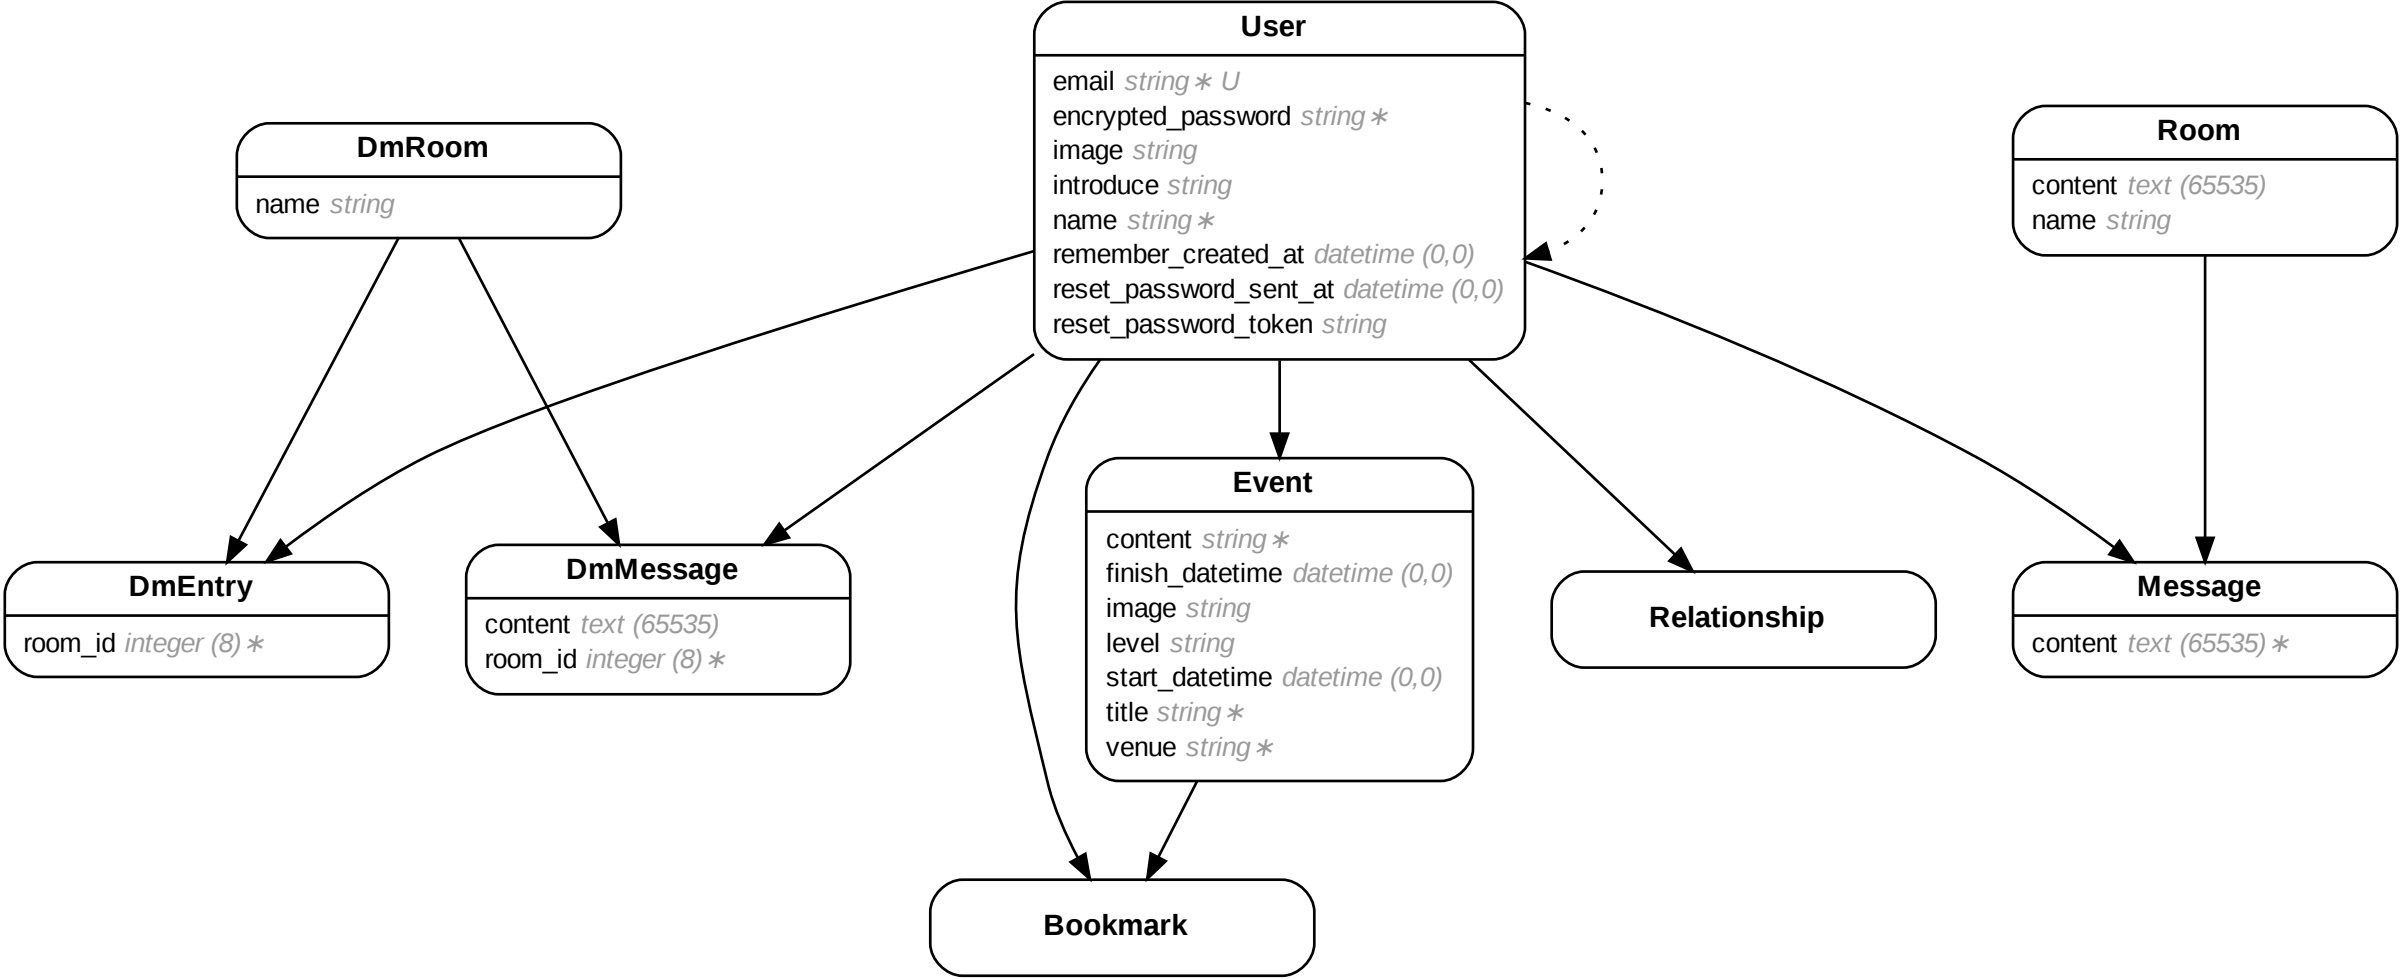 User
email string∗ U
encrypted_password string∗
image string
introduce string
name string∗
remember_created_at datetime (0,0)
reset_password_sent_at datetime (0,0)
reset_password_token string
DmRoom
name string
Room
content text (65535)
name string
DmEntry
room_id integer (8)∗
DmMessage
content text (65535)
room_id integer (8)∗
Event
content string∗
finish_datetime datetime (0,0)
image string
level string
start_datetime datetime (0,0)
title string∗
venue string∗
Relationship
Message
content text (65535)∗
Bookmark